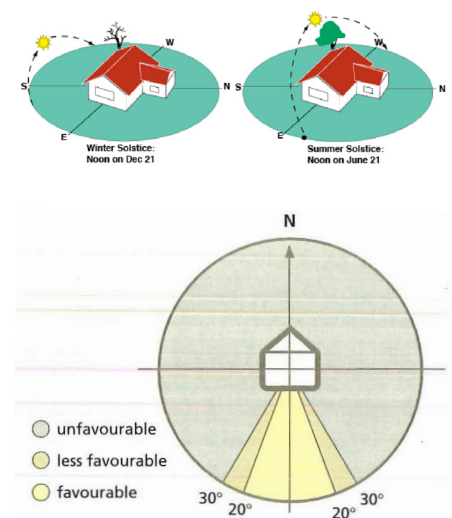 W
S
N
E
Winter Solstice:
Noon on Dec 21
W
S
N
E
Summer Solstice:
Noon on June 21
N
unfavourable
less favourable
favourable
30°
20°
20°
30°